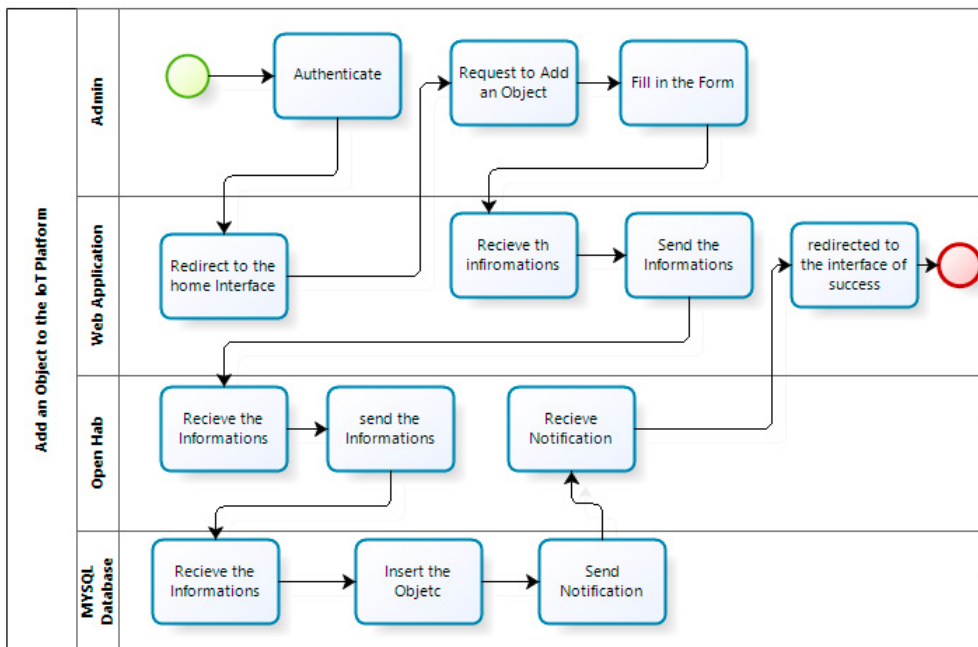 Add an Object to the IoT Platform
Admin
Authenticate
Request to Add
an Object
Fill in the Form
Web Application
Redirect to the
home Interface
Recieve th
infiromations
Send the
Informations
redirected to
the interface of
success
Open Hab
Recieve the
Informations
send the
Informations
Recieve
Notification
MYSQL
Database
Recieve the
Informations
Insert the
Objetc
Send
Notification